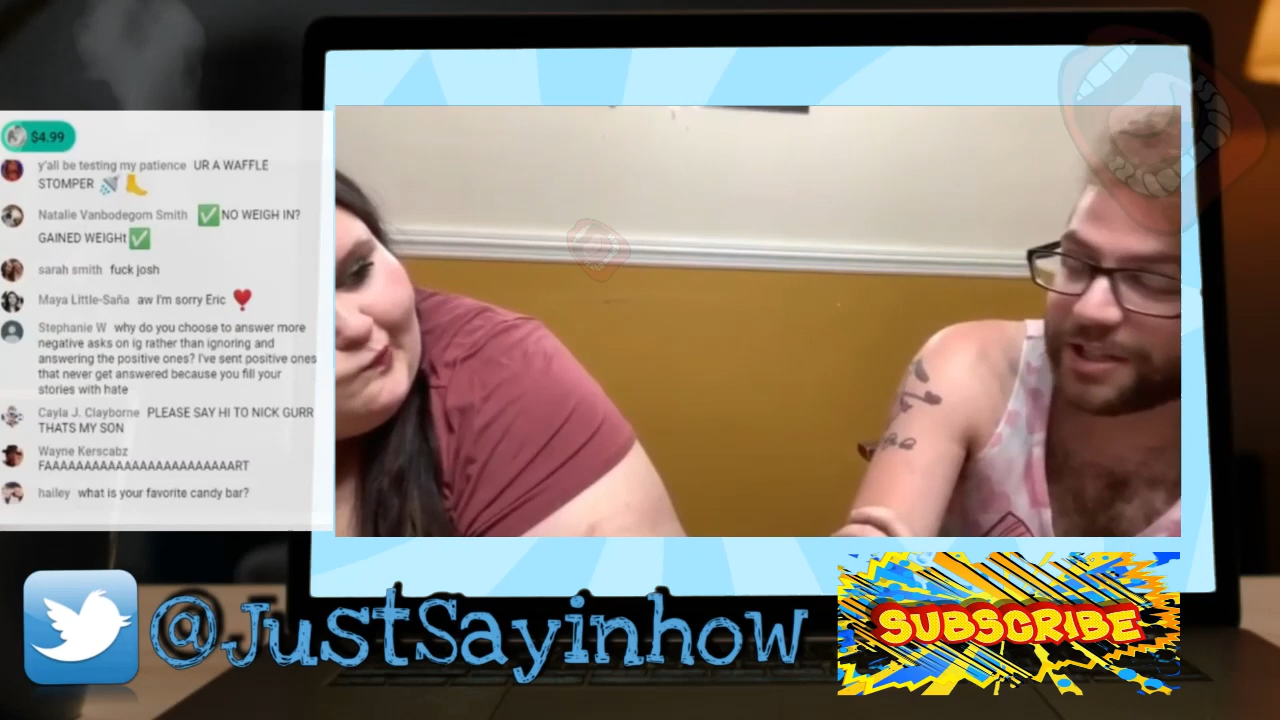 $4.99
y'all be testing my patience UR A WAFFLE
STOMPER
Natalie Vanbodegom Smith ✅NO WEIGH IN?
GAINED WEIGHt✅
sarah smith fuck josh
Maya Little-Saña aw I'm sorry Eric ❣️
Stephanie W why do you choose to answer more
negative asks on ig rather than ignoring and
answering the positive ones? I've sent positive ones
that never get answered because you fill your
stories with hate
Cayla J. Clayborne PLEASE SAY HI TO NICK GURR
THATS MY SON
Wayne Kerscabz
FAAAAAAAAAAAAAAAAAAAAAAAART
hailey what is your favorite candy bar?
@JustSayinhow
SUBSCRIBE